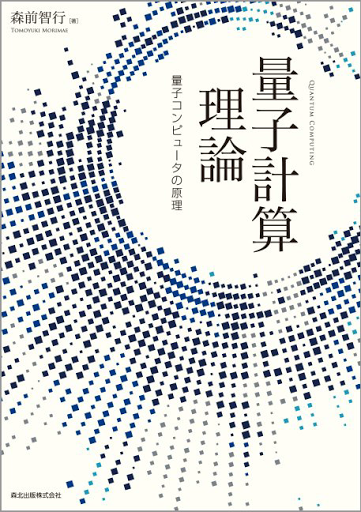 森前智行 [著]
TOMOYUKI MORIMAE
量子計算
理論
QUANTUM COMPUTING
量子コンピュータの原理
森北出版株式会社